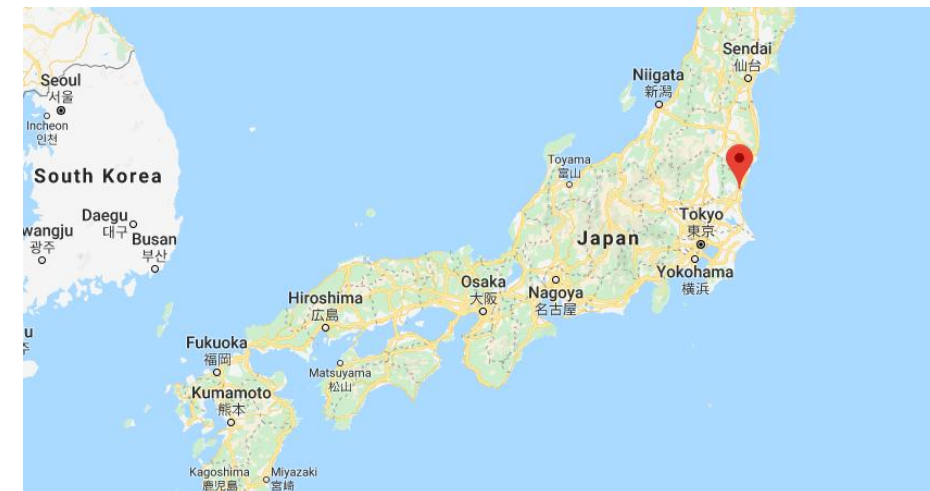 Sendai
仙台
Niigata
新潟
Seoul
서울
Incheon
인천
Toyama
富山
South Korea
Tokyo
東京
Daegu
대구
wangju
광주
Busan
부산
Japan
Yokohama
横浜
Osaka
大阪
Nagoya
名古屋
Hiroshima
広島
u
주
Fukuoka
福岡
Matsuyama
松山
Kumamoto
熊本
Kagoshima
鹿児島
Miyazaki
宮崎